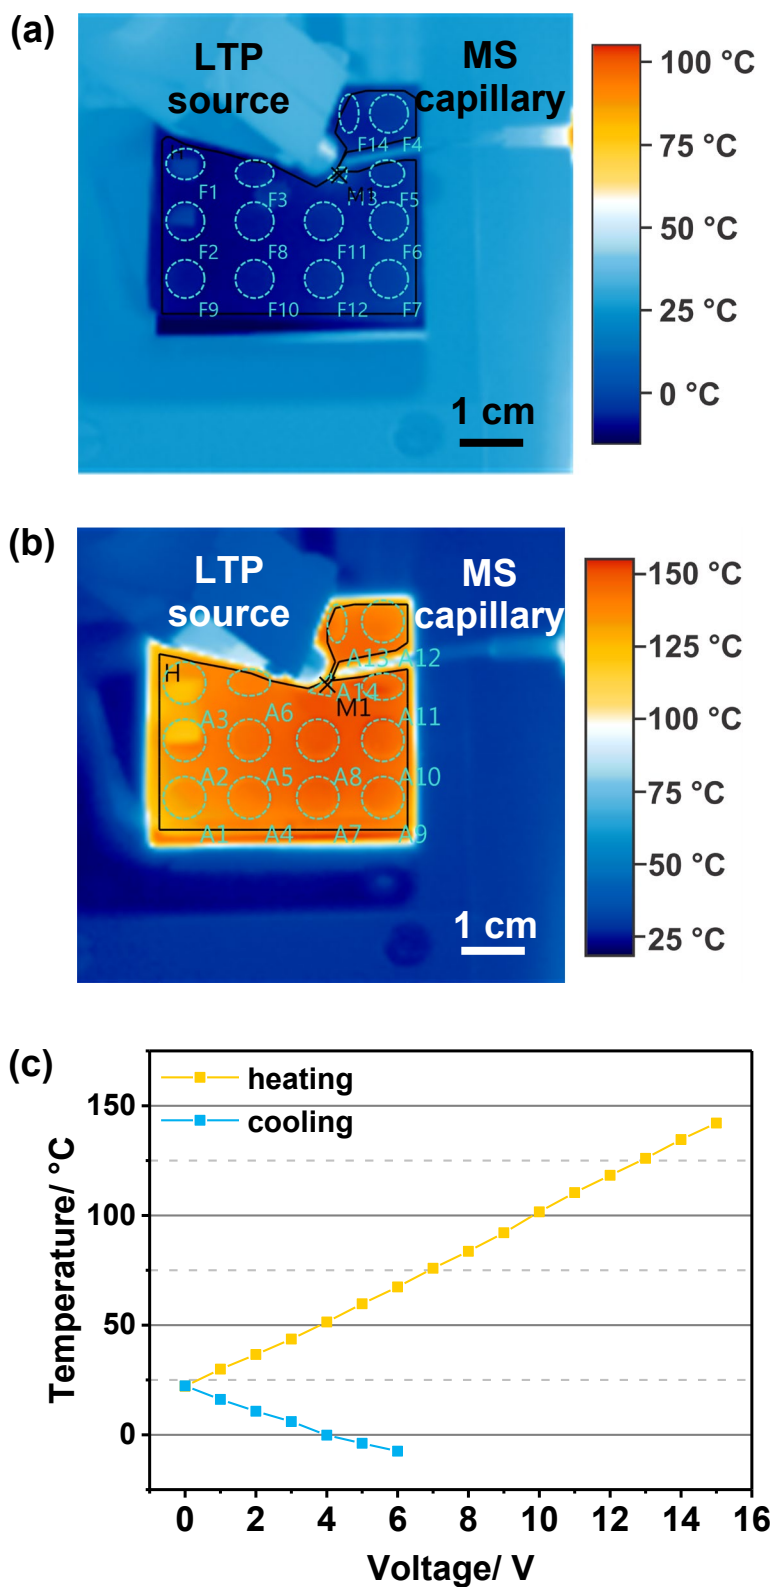 (a)
LTP
source
MS
capillary
F14
F4
H
F1
F3
M1
3
F5
F2
F8
F11
F6
F9
F10
F12
F7
1 cm
100 °C
75 °C
50 °C
25 °C
0 °C
(b)
LTP
source
MS
capillary
A13
A12
H
A14
M1
A3
A6
A11
A2
A5
A8
A10
A1
A4
A7
A9
1 cm
150 °C
125 °C
100 °C
75 °C
50 °C
25 °C
(c)
heating
cooling
150
100
50
0
Temperature/ °C
0 2 4 6 8 10 12 14 16
Voltage/ V